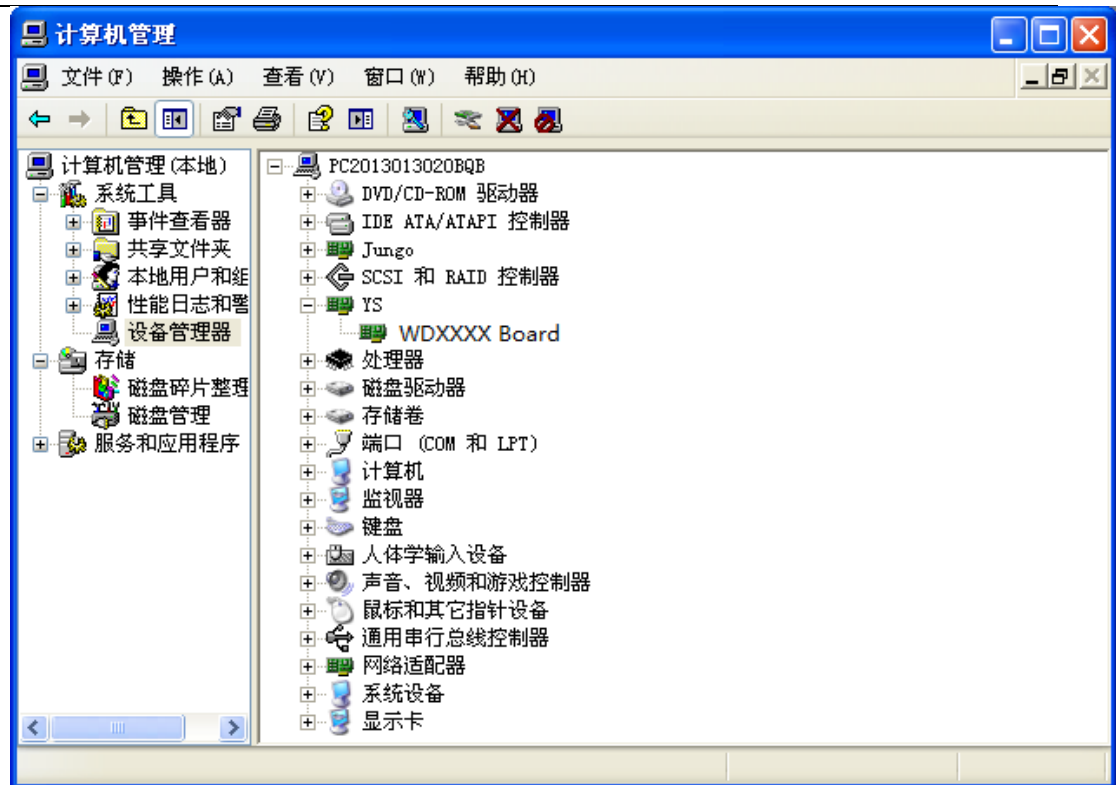 计算机管理
文件(F) 操作(A) 查看(V) 窗口(W) 帮助(H)
计算机管理(本地)
系统工具
事件查看器
共享文件夹
本地用户和组
性能日志和警
设备管理器
存储
磁盘碎片整理
磁盘管理
服务和应用程序
PC2013013020BQB
DVD/CD-ROM 驱动器
IDE ATA/ATAPI 控制器
Jungo
SCSI 和 RAID 控制器
YS
WDXXXX Board
处理器
磁盘驱动器
存储卷
端口 (COM 和 LPT)
计算机
监视器
键盘
人体学输入设备
声音、视频和游戏控制器
鼠标和其它指针设备
通用串行总线控制器
网络适配器
系统设备
显示卡